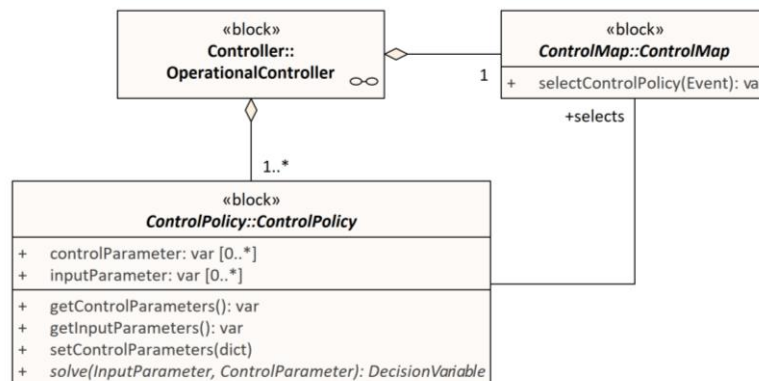 «block»
Controller::
OperationalController
«block»
ControlMap::ControlMap
+ selectControlPolicy(Event): va
1
+selects
1..*
«block»
ControlPolicy::ControlPolicy
+ controlParameter: var [0..*]
+ inputParameter: var [0..*]
+ getControlParameters(): var
+ getInputParameters(): var
+ setControlParameters(dict)
+ solve(InputParameter, ControlParameter): DecisionVariable